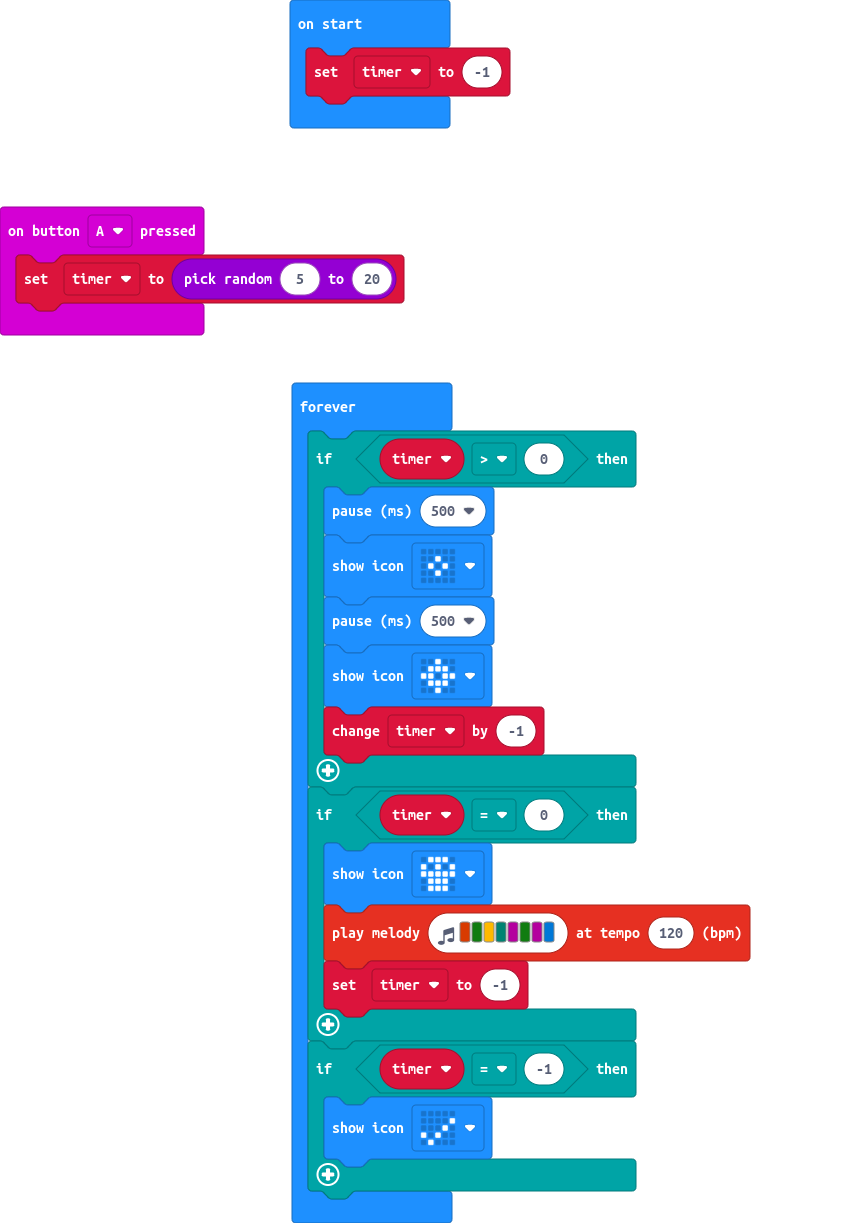 on start
set timer to -1
on button A pressed
set timer to pick random 5 to 20
forever
if timer > 0 then
pause (ms) 500
show icon
pause (ms) 500
show icon
change timer by -1
if timer = 0 then
show icon
play melody at tempo 120 (bpm)
set timer to -1
if timer = -1 then
show icon